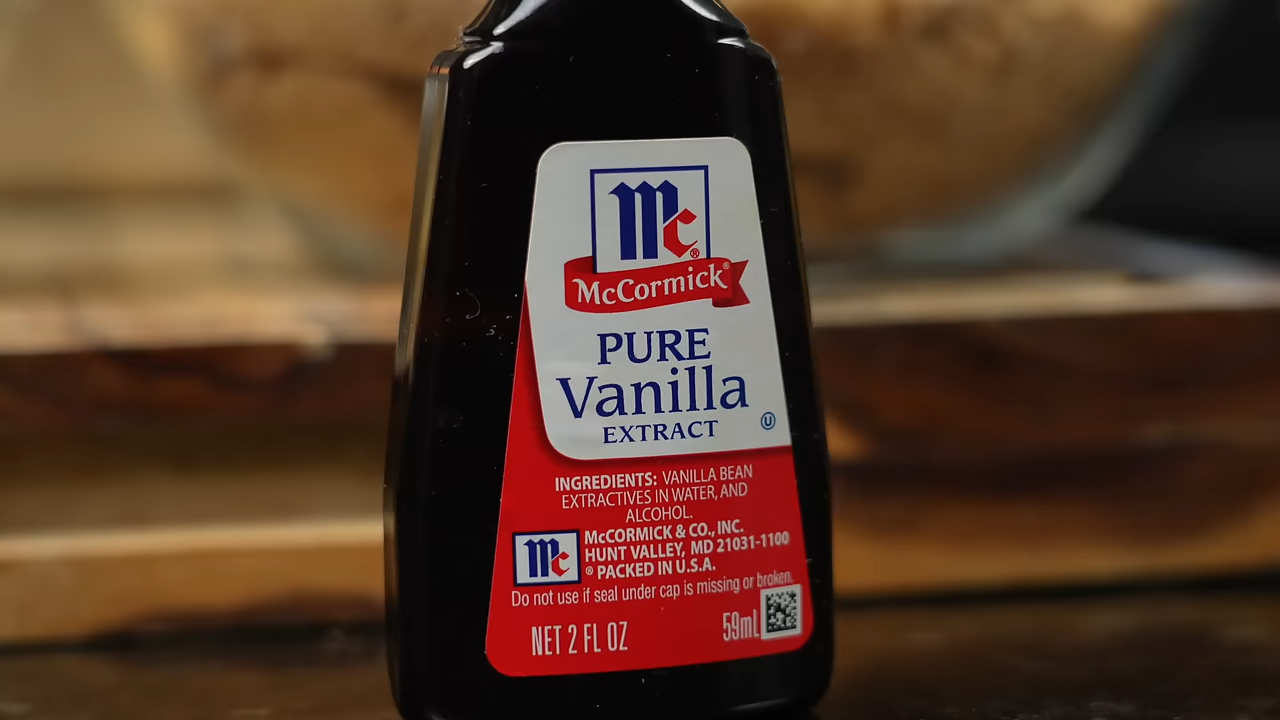 Mc®
McCormick®
PURE
Vanilla
EXTRACT
U
INGREDIENTS: VANILLA BEAN
EXTRACTIVES IN WATER, AND
ALCOHOL.
Mc
McCORMICK & CO., INC.
HUNT VALLEY, MD 21031-1100
® PACKED IN U.S.A.
Do not use if seal under cap is missing or broken.
NET 2 FL OZ 59mL